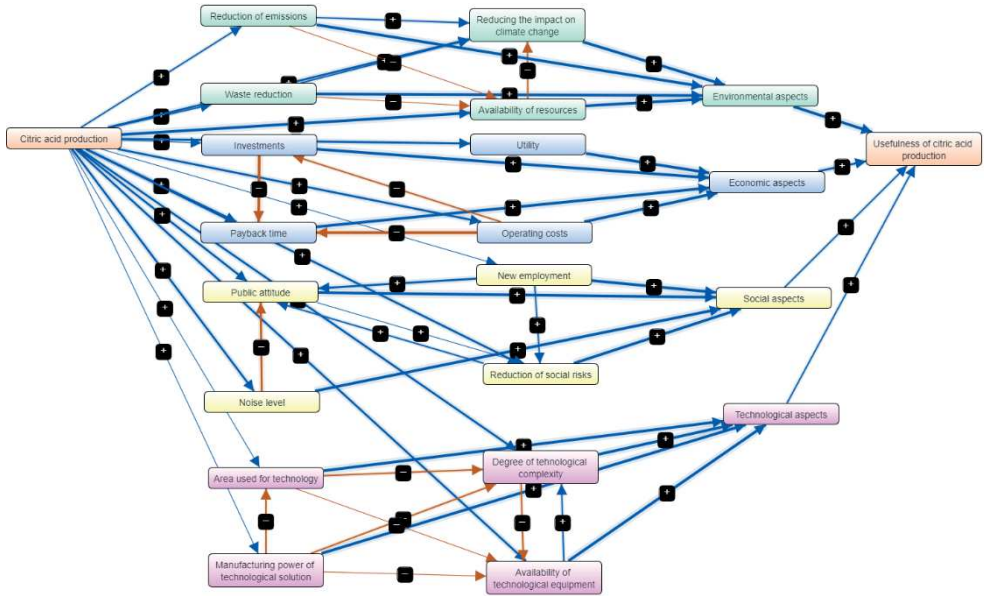 Reduction of emissions
Reducing the impact on
climate change
Waste reduction
Availability of resources
Environmental aspects
Citric acid production
Investments
Utility
Usefulness of citric acid
production
Economic aspects
Payback time
Operating costs
New employment
Public attitude
Social aspects
Reduction of social risks
Noise level
Technological aspects
Area used for technology
Degree of tehnological
complexity
Manufacturing power of
technological solution
Availability of
technological equipment